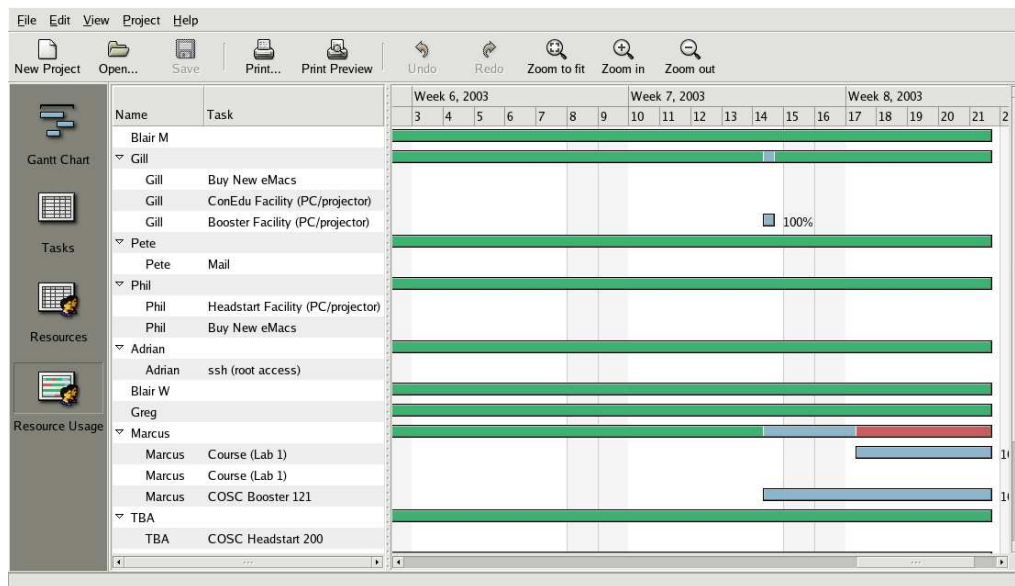 File Edit View Project Help
New Project Open... Save Print... Print Preview Undo Redo Zoom to fit Zoom in Zoom out
Week 6, 2003 Week 7, 2003 Week 8, 2003
Name Task 3 4 5 6 7 8 9 10 11 12 13 14 15 16 17 18 19 20 21 2
Blair M
Gantt Chart
Gill
Gill Buy New eMacs
Gill ConEdu Facility (PC/projector)
Gill Booster Facility (PC/projector) 100%
Tasks
Pete
Pete Mail
Phil
Phil Headstart Facility (PC/projector)
Phil Buy New eMacs
Resources
Adrian
Adrian ssh (root access)
Blair W
Greg
Resource Usage
Marcus
Marcus Course (Lab 1)
Marcus Course (Lab 1)
Marcus COSC Booster 121
TBA
TBA COSC Headstart 200